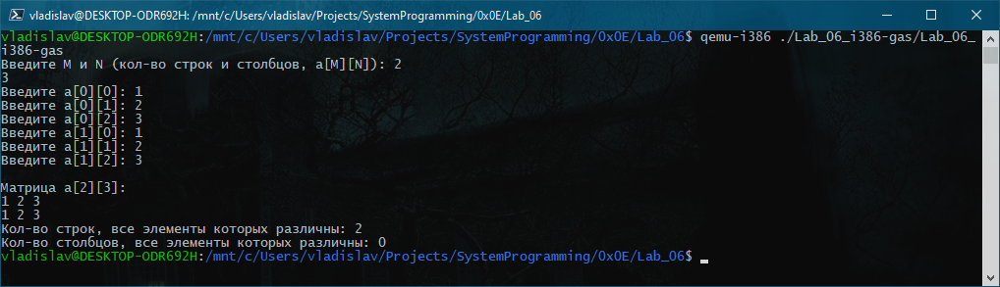 vladislav@DESKTOP-ODR692H: /mnt/c/Users/vladislav/Projects/SystemProgramming/0x0E/Lab_06
vladislav@DESKTOP-ODR692H:/mnt/c/Users/vladislav/Projects/SystemProgramming/0x0E/Lab_06$ qemu-i386 ./Lab_06_i386-gas/Lab_06_
i386-gas
Введите M и N (кол-во строк и столбцов, a[M][N]): 2
3
Введите a[0][0]: 1
Введите a[0][1]: 2
Введите a[0][2]: 3
Введите a[1][0]: 1
Введите a[1][1]: 2
Введите a[1][2]: 3
Матрица a[2][3]:
1 2 3
1 2 3
Кол-во строк, все элементы которых различны: 2
Кол-во столбцов, все элементы которых различны: 0
vladislav@DESKTOP-ODR692H:/mnt/c/Users/vladislav/Projects/SystemProgramming/0x0E/Lab_06$